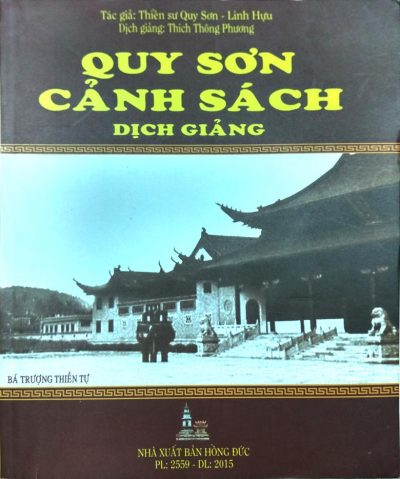 Tác giả: Thiền sư Quy Sơn - Linh Hựu
Dịch giảng: Thích Thông Phương
QUY SƠN
CẢNH SÁCH
DỊCH GIẢNG
BÁ TRƯỢNG THIỀN TỰ
NHÀ XUẤT BẢN HỒNG ĐỨC
PL: 2559 - DL: 2015